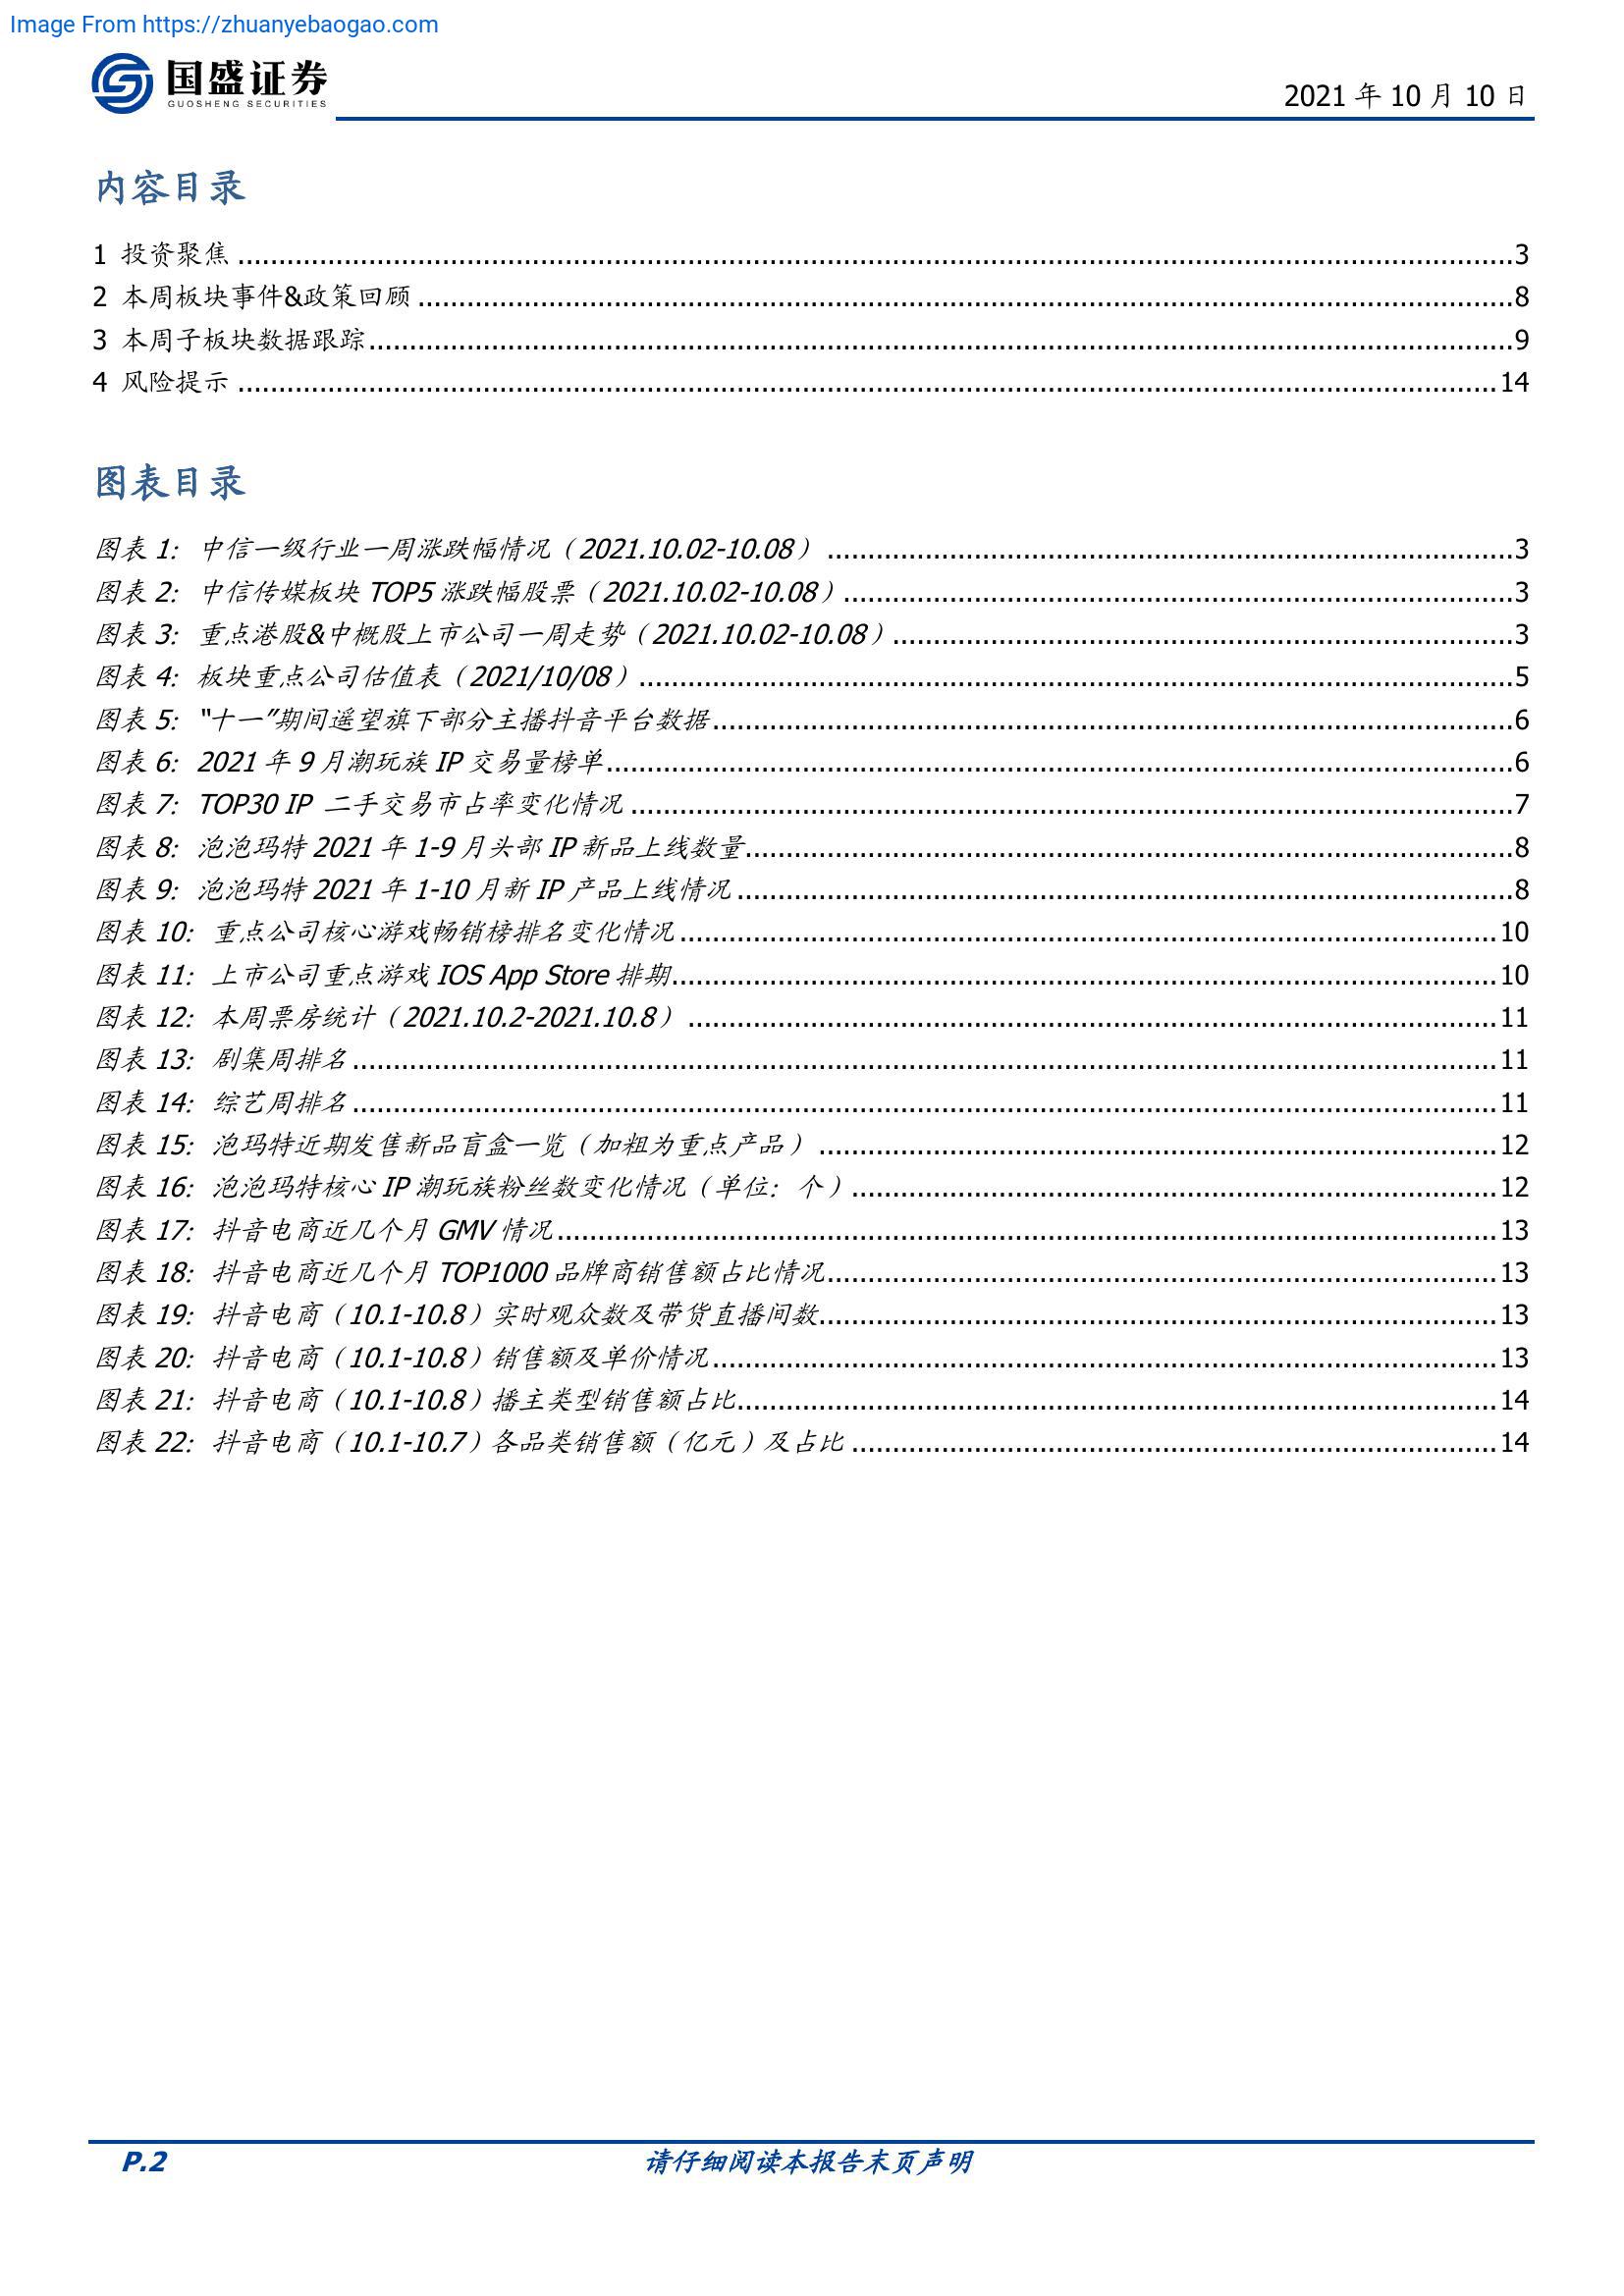 Image From https://zhuanyebaogao.com
国盛证券
GUOSHENG SECURITIES
2021 年 10 月 10 日
内容目录
1 投资聚焦 ........................................ 3
2 本周板块事件&政策回顾 ........................................ 8
3 本周子板块数据跟踪 ........................................ 9
4 风险提示 ........................................ 14
图表目录
图表 1: 中信一级行业一周涨跌幅情况（2021.10.02-10.08） ........................................ 3
图表 2: 中信传媒板块 TOP5 涨跌幅股票（2021.10.02-10.08） ........................................ 3
图表 3: 重点港股&中概股上市公司一周走势（2021.10.02-10.08） ........................................ 3
图表 4: 板块重点公司估值表（2021/10/08） ........................................ 5
图表 5: “十一”期间遥望旗下部分主播抖音平台数据 ........................................ 6
图表 6: 2021 年 9 月潮玩族 IP 交易量榜单 ........................................ 6
图表 7: TOP30 IP 二手交易市占率变化情况 ........................................ 7
图表 8: 泡泡玛特 2021 年 1-9 月头部 IP 新品上线数量 ........................................ 8
图表 9: 泡泡玛特 2021 年 1-10 月新 IP 产品上线情况 ........................................ 8
图表 10: 重点公司核心游戏畅销榜排名变化情况 ........................................ 10
图表 11: 上市公司重点游戏 IOS App Store 排期 ........................................ 10
图表 12: 本周票房统计（2021.10.2-2021.10.8） ........................................ 11
图表 13: 剧集周排名 ........................................ 11
图表 14: 综艺周排名 ........................................ 11
图表 15: 泡玛特近期发售新品盲盒一览（加粗为重点产品） ........................................ 12
图表 16: 泡泡玛特核心 IP 潮玩族粉丝数变化情况（单位：个） ........................................ 12
图表 17: 抖音电商近几个月 GMV 情况 ........................................ 13
图表 18: 抖音电商近几个月 TOP1000 品牌商销售额占比情况 ........................................ 13
图表 19: 抖音电商（10.1-10.8）实时观众数及带货直播间数 ........................................ 13
图表 20: 抖音电商（10.1-10.8）销售额及单价情况 ........................................ 13
图表 21: 抖音电商（10.1-10.8）播主类型销售额占比 ........................................ 14
图表 22: 抖音电商（10.1-10.7）各品类销售额（亿元）及占比 ........................................ 14
P.2 请仔细阅读本报告末页声明